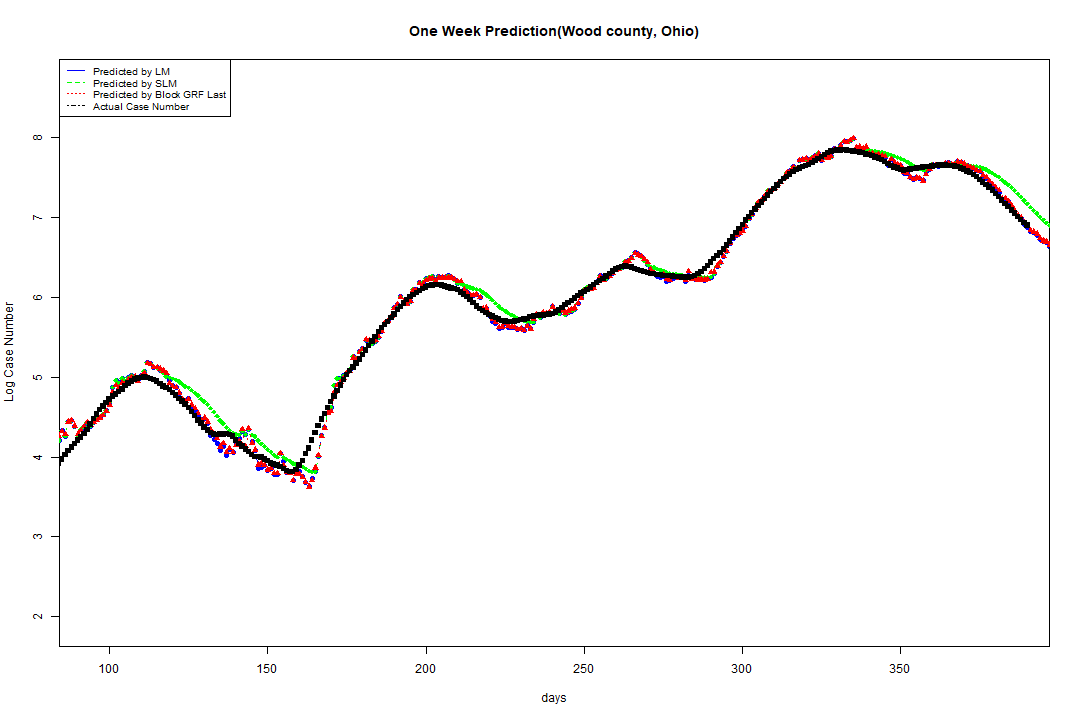 One Week Prediction(Wood county, Ohio)
Predicted by LM
Predicted by SLM
Predicted by Block GRF Last
Actual Case Number
8
7
6
5
4
3
2
Log Case Number
100 150 200 250 300 350
days